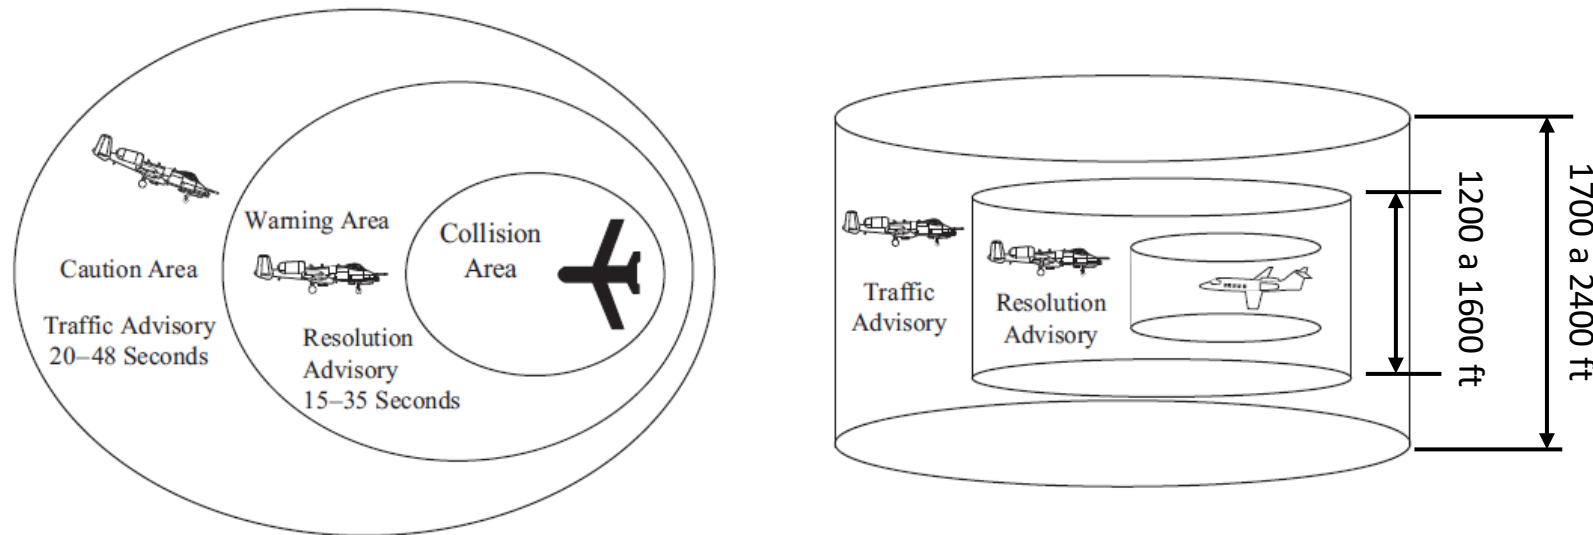 Warning Area
Collision
Area
Caution Area
Traffic Advisory
20–48 Seconds
Resolution
Advisory
15–35 Seconds
Traffic
Advisory
Resolution
Advisory
1200 a 1600 ft
1700 a 2400 ft